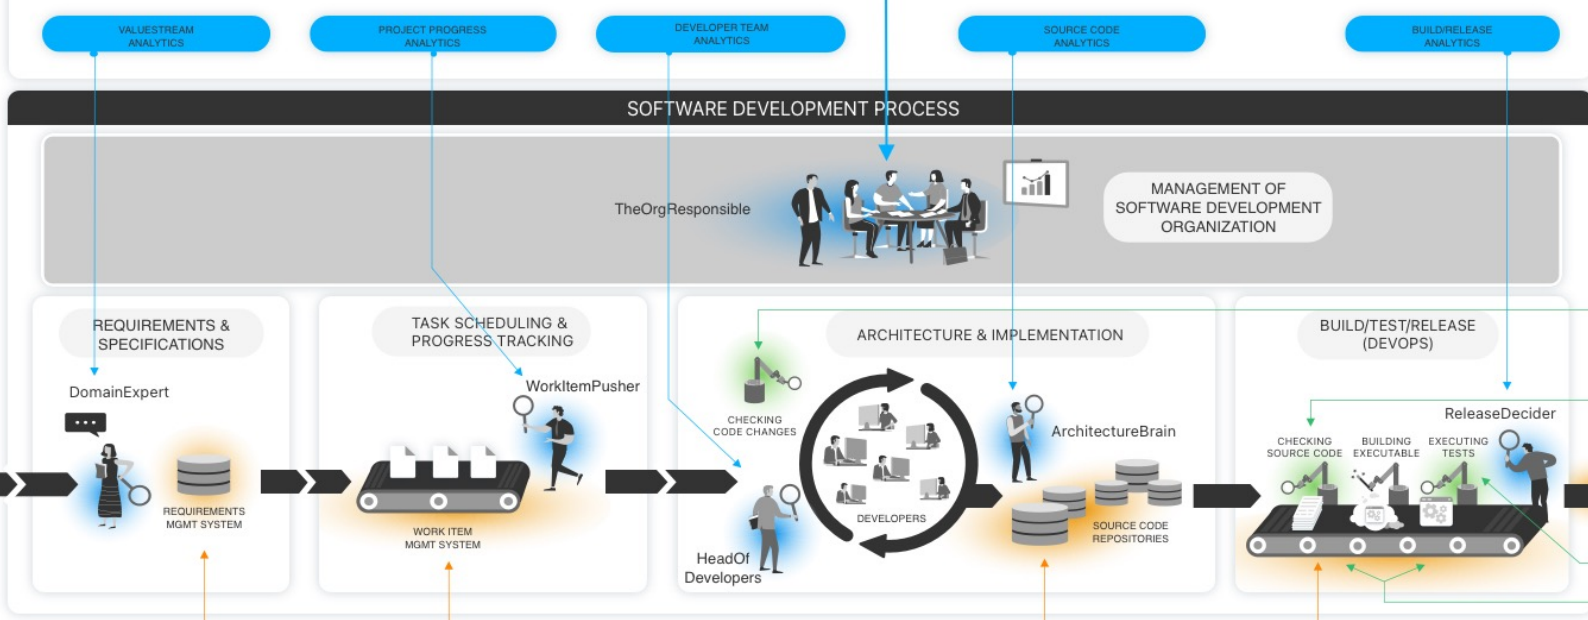 VALUESTREAM
ANALYTICS
PROJECT PROGRESS
ANALYTICS
DEVELOPER TEAM
ANALYTICS
SOURCE CODE
ANALYTICS
BUILD/RELEASE
ANALYTICS
SOFTWARE DEVELOPMENT PROCESS
TheOrgResponsible
MANAGEMENT OF
SOFTWARE DEVELOPMENT
ORGANIZATION
REQUIREMENTS &
SPECIFICATIONS
DomainExpert
REQUIREMENTS
MGMT SYSTEM
TASK SCHEDULING &
PROGRESS TRACKING
WorkItemPusher
WORK ITEM
MGMT SYSTEM
ARCHITECTURE & IMPLEMENTATION
CHECKING
CODE CHANGES
DEVELOPERS
HeadOf
Developers
ArchitectureBrain
SOURCE CODE
REPOSITORIES
BUILD/TEST/RELEASE
(DEVOPS)
ReleaseDecider
CHECKING
SOURCE CODE
BUILDING
EXECUTABLE
EXECUTING
TESTS